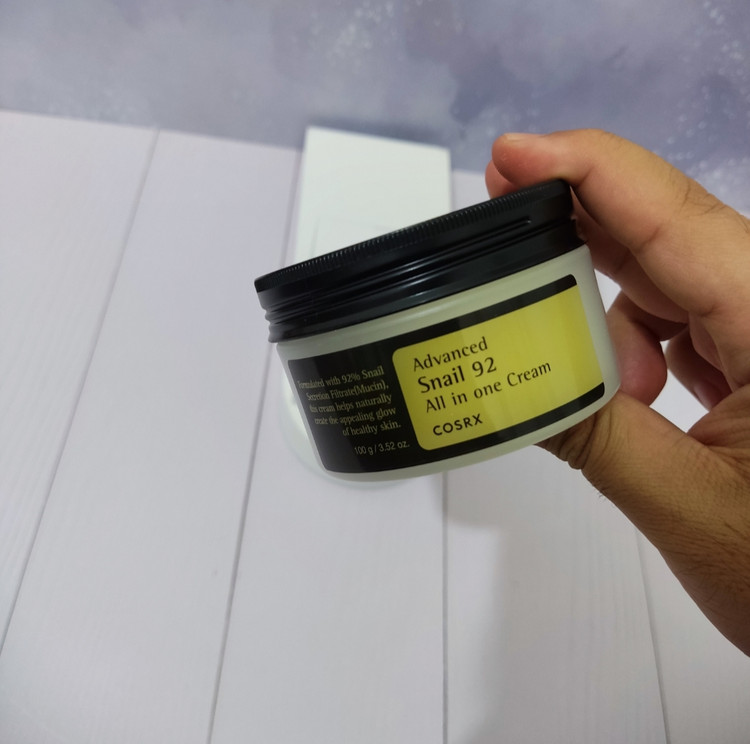 Formulated with 92% Snail
Secretion Filtrate(Mucin),
this cream helps naturally
create the appealing glow
of healthy skin.
100 g / 3.52 oz.
Advanced
Snail 92
All in one Cream
COSRX